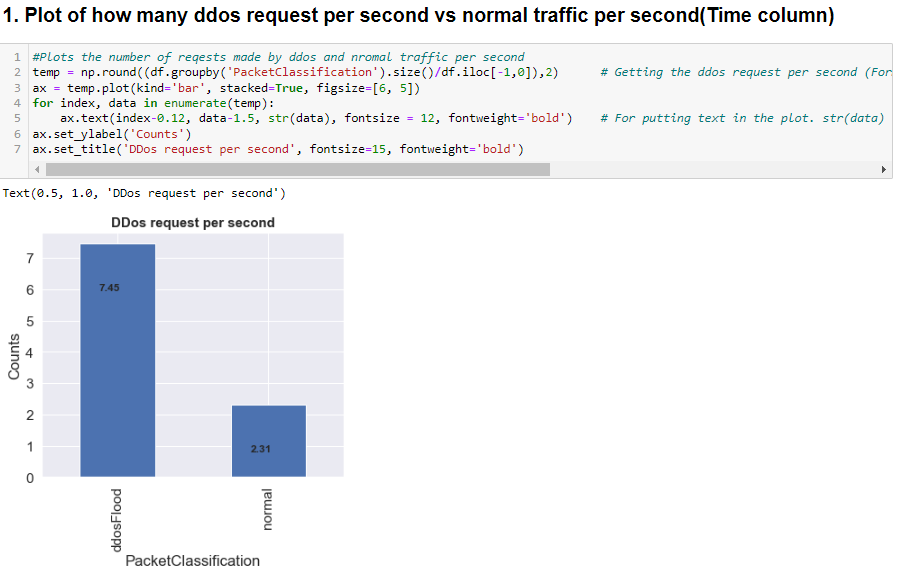 1. Plot of how many ddos request per second vs normal traffic per second(Time column)
1 #Plots the number of reqests made by ddos and nromal traffic per second
2 temp = np.round((df.groupby('PacketClassification').size()/df.iloc[-1,0]),2) # Getting the ddos request per second (For
3 ax = temp.plot(kind='bar', stacked=True, figsize=[6, 5])
4 for index, data in enumerate(temp):
5 ax.text(index-0.12, data-1.5, str(data), fontsize = 12, fontweight='bold') # For putting text in the plot. str(data)
6 ax.set_ylabel('Counts')
7 ax.set_title('DDos request per second', fontsize=15, fontweight='bold')
Text(0.5, 1.0, 'DDos request per second')
DDos request per second
7
6
5
4
3
2
1
0
Counts
7.45
2.31
ddosFlood
normal
PacketClassification